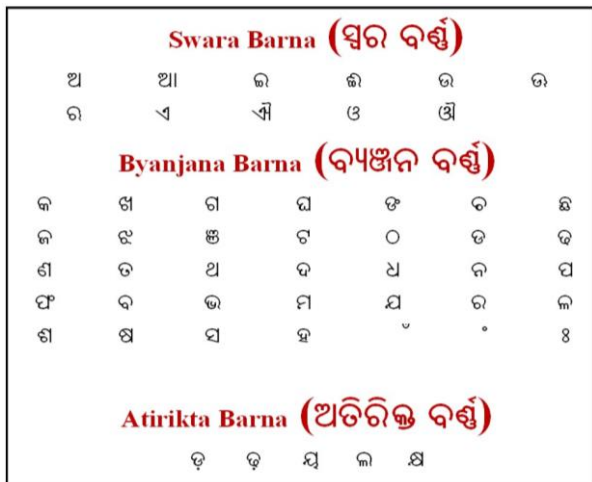 Swara Barna (ସ୍ୱର ବର୍ଣ୍ଣ)
ଅ ଆ ଇ ଈ ଉ ଊ
ଋ ଏ ଐ ଓ ଔ
Byanjana Barna (ବ୍ୟଞ୍ଜନ ବର୍ଣ୍ଣ)
କ ଖ ଗ ଘ ଙ ଚ ଛ
ଜ ଝ ଞ ଟ ଠ ଡ ଢ
ଣ ତ ଥ ଦ ଧ ନ ପ
ଫ ବ ଭ ମ ଯ ର ଳ
ଶ ଷ ସ ହ ଁ ଂ ଃ
Atirikta Barna (ଅତିରିକ୍ତ ବର୍ଣ୍ଣ)
ଡ଼ ଢ଼ ୟ ଲ କ୍ଷ